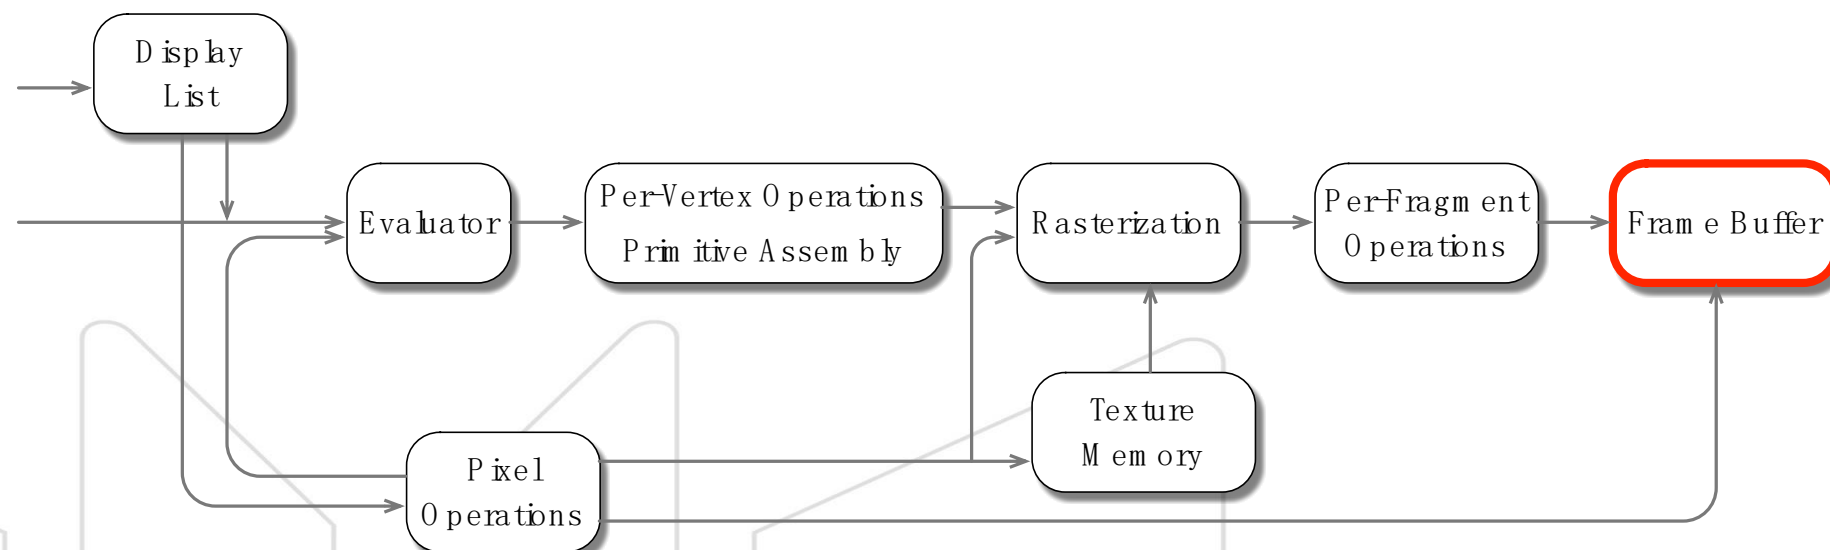 Display
List
Evaluator
Per-Vertex Operations
Primitive Assembly
Rasterization
Per-Fragment
Operations
Frame Buffer
Texture
Memory
Pixel
Operations